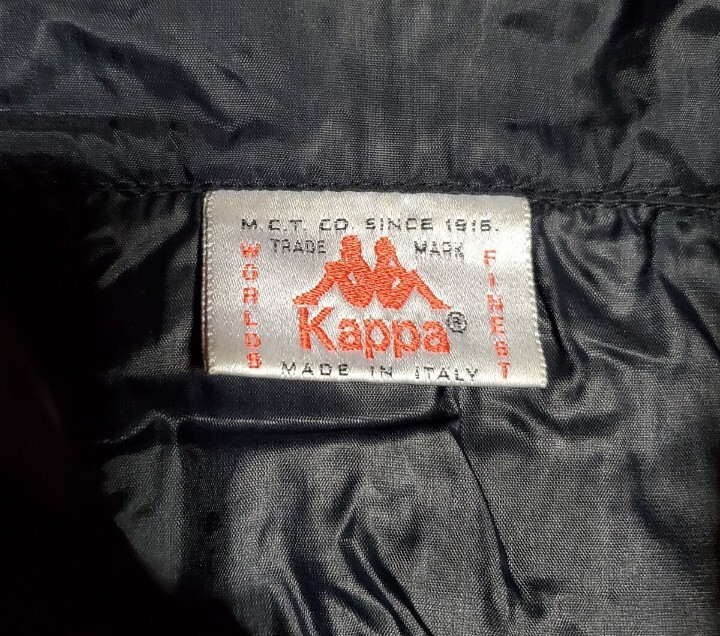 M.C.T. CO. SINCE 1916.
TRADE MARK
WORLDS
FINEST
Kappa®
MADE IN ITALY